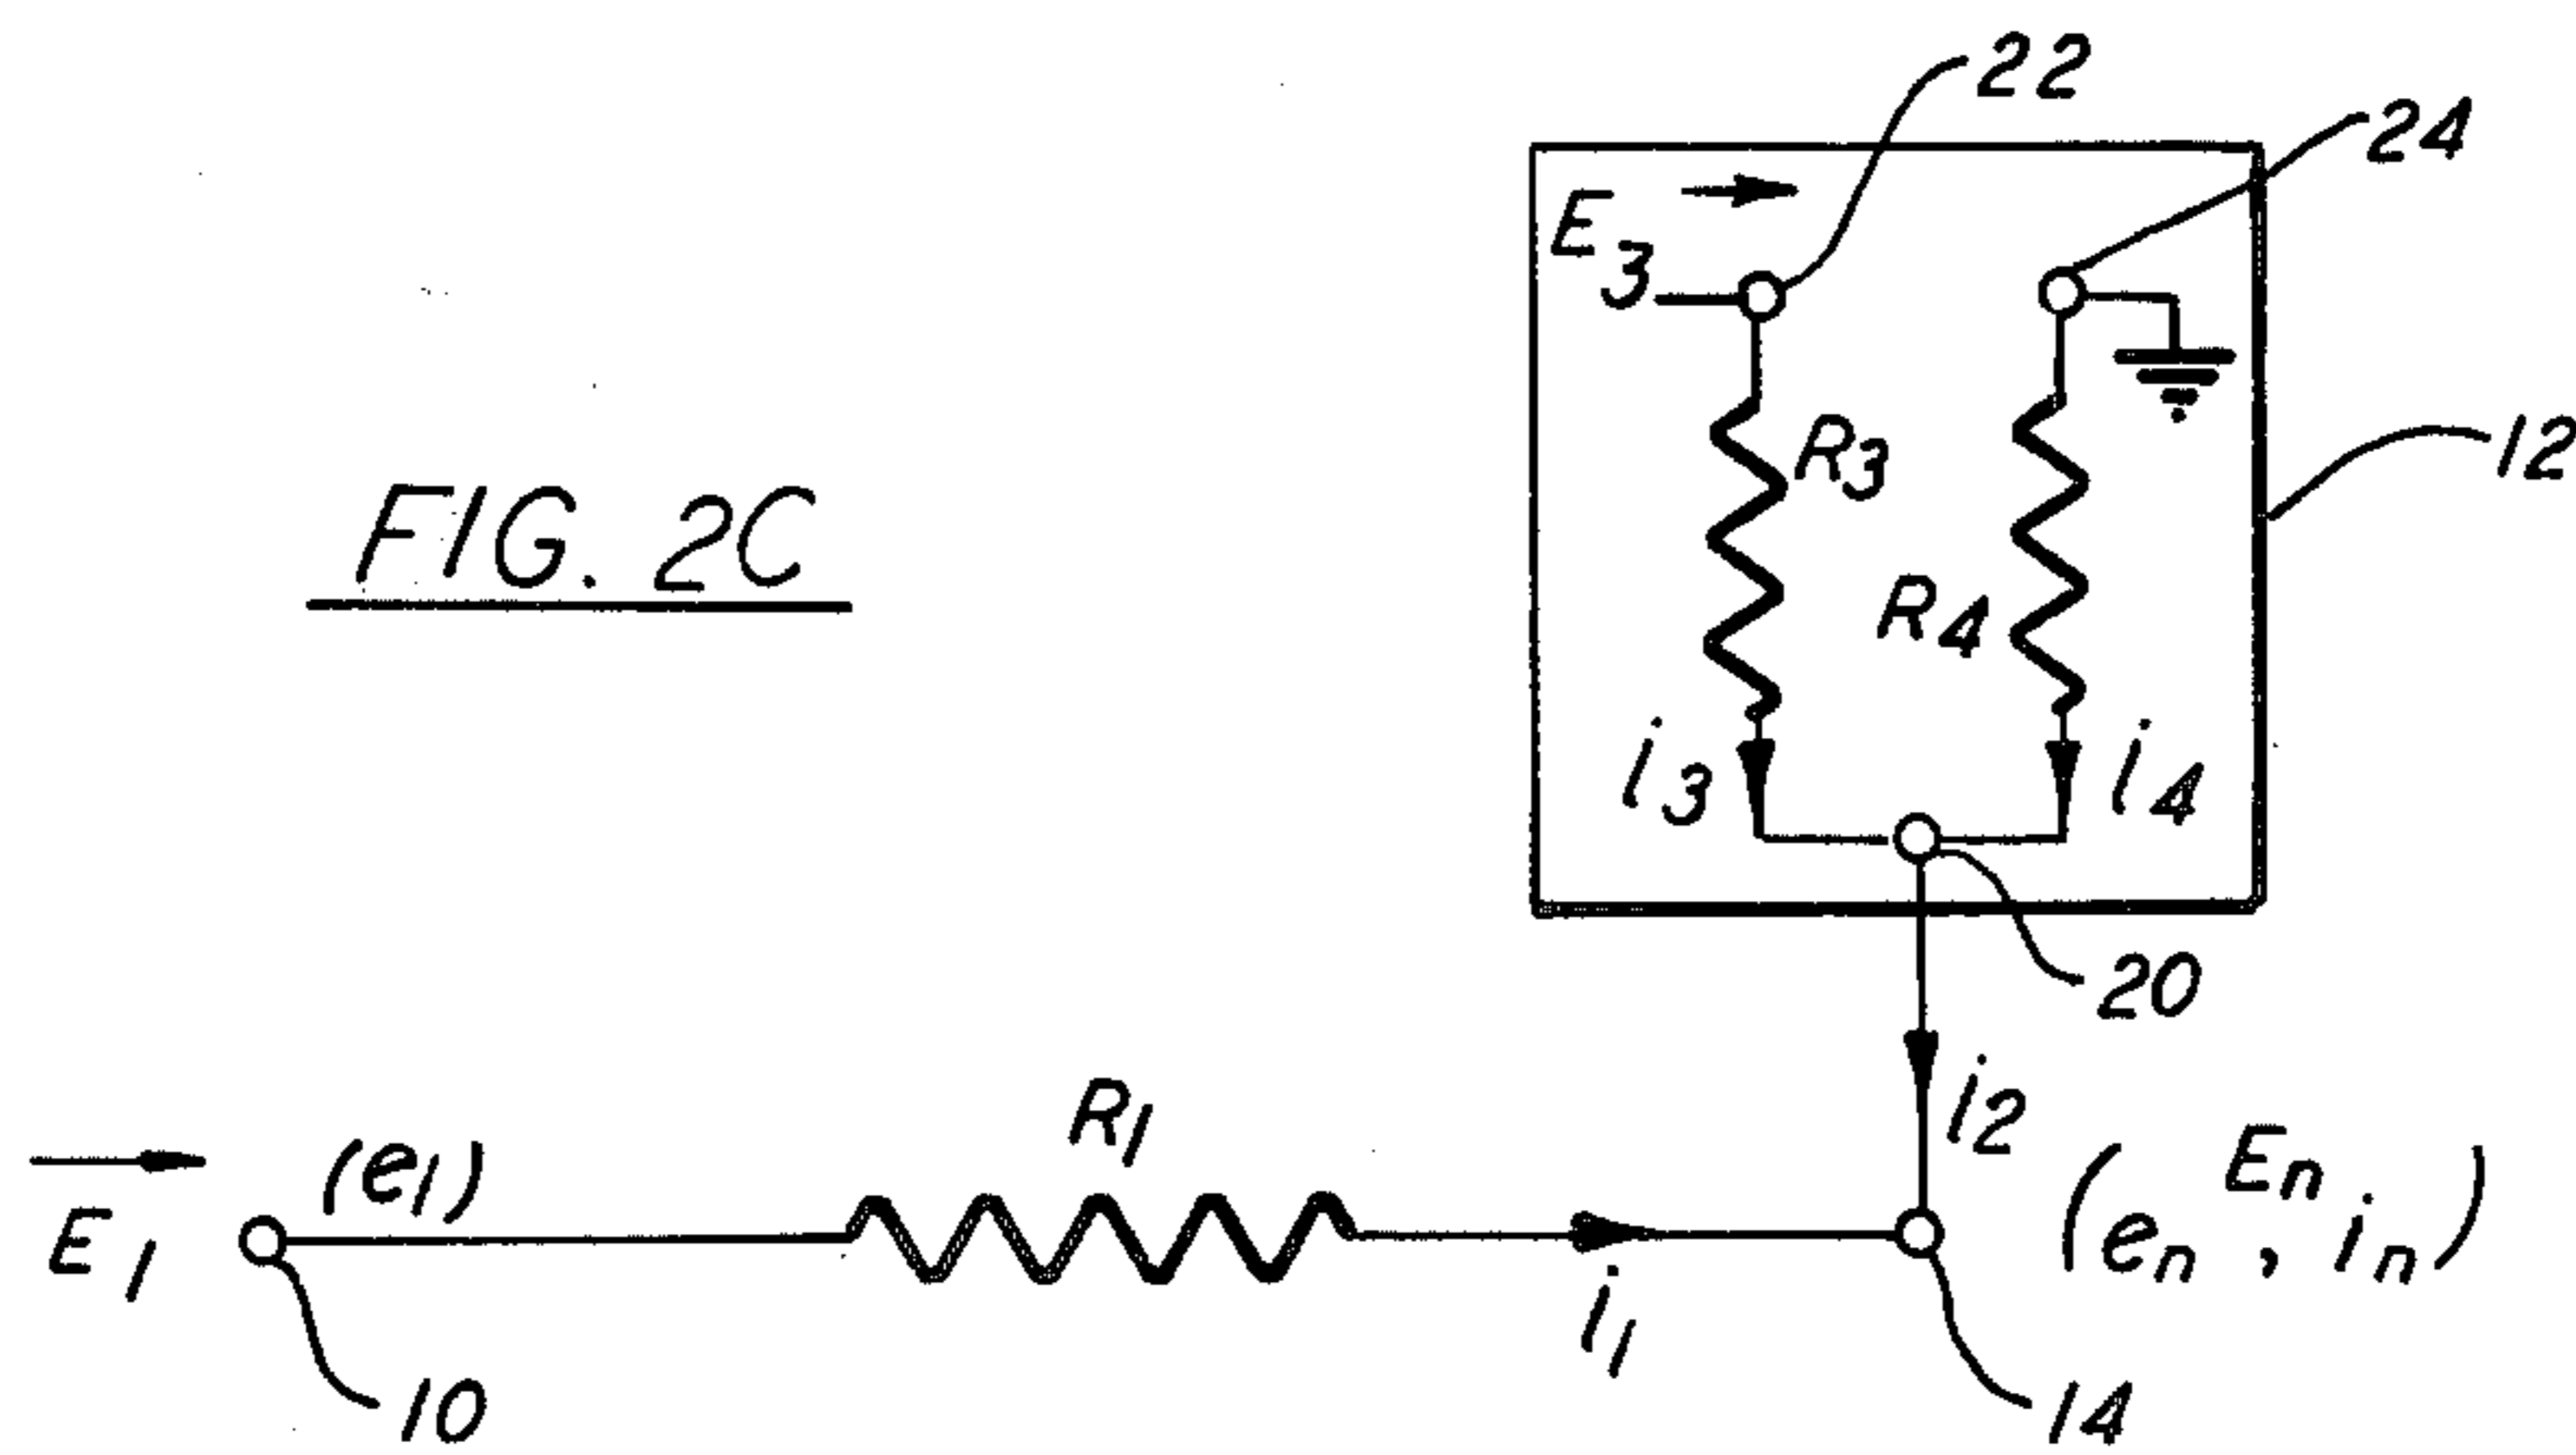 22
24
E3
R3
12
FIG. 2C
R4
i3
i4
20
R1
i2
(e1)
En
E1
(en, in)
i1
10
14